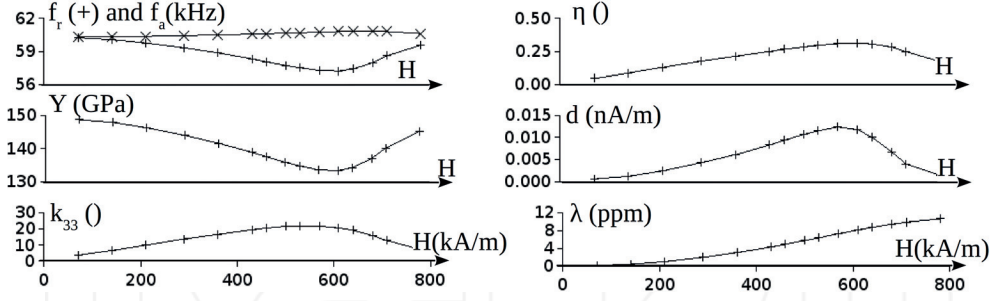 f_r (+) and f_a(kHz)
62
59
56
H
Y (GPa)
150
140
130
H
k_33 ()
30
20
10
0
H(kA/m)
0 200 400 600 800
η ()
0.50
0.25
0.00
H
d (nA/m)
0.015
0.010
0.005
0.000
H
λ (ppm)
12
8
4
0
H(kA/m)
0 200 400 600 800